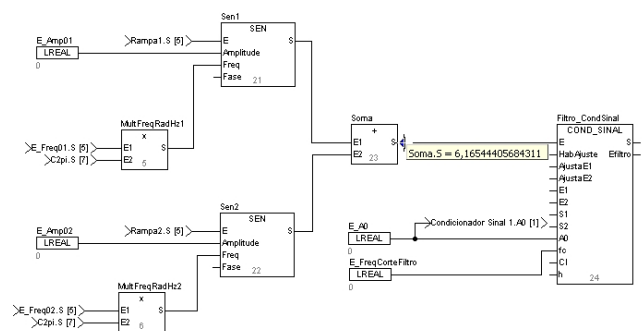 Sen1
SEN
E_Amp01
LREAL
0
Rampa1.S [5]
E
S
Amplitude
Freq
Fase
21
MultFreqRadHz1
x
E_Freq01.S [5]
C2pi.S [7]
E1
E2
S
5
Soma
+
E1
E2
S
23
Soma.S = 6,16544405684311
Filtro_CondSinal
COND_SINAL
E
S
HabAjuste
Efiltro
AjustaE1
AjustaE2
E1
E2
S1
S2
A0
fc
CI
h
24
Condicionador Sinal 1.A0 [1]
E_A0
LREAL
0
E_FreqCorteFiltro
LREAL
0
Sen2
SEN
E_Amp02
LREAL
0
Rampa2.S [5]
E
S
Amplitude
Freq
Fase
22
MultFreqRadHz2
x
E_Freq02.S [5]
C2pi.S [7]
E1
E2
S
6